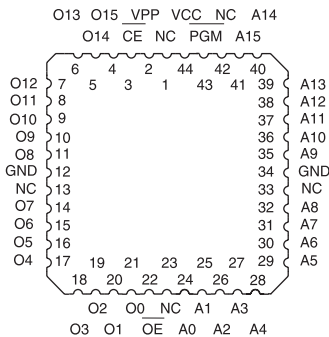 O13 O15 VPP VCC NC A14
O14 CE NC PGM A15
6 4 2 44 42 40
5 3 1 43 41
O12 7 39 A13
O11 8 38 A12
O10 9 37 A11
O9 10 36 A10
O8 11 35 A9
GND 12 34 GND
NC 13 33 NC
O7 14 32 A8
O6 15 31 A7
O5 16 30 A6
O4 17 29 A5
19 21 23 25 27
18 20 22 24 26 28
O2 O0 NC A1 A3
O3 O1 OE A0 A2 A4